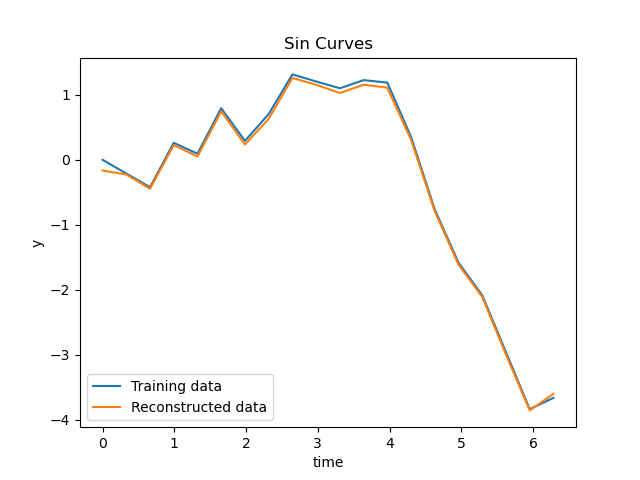 Sin Curves
y
1
0
−1
−2
−3
−4
Training data
Reconstructed data
0 1 2 3 4 5 6
time